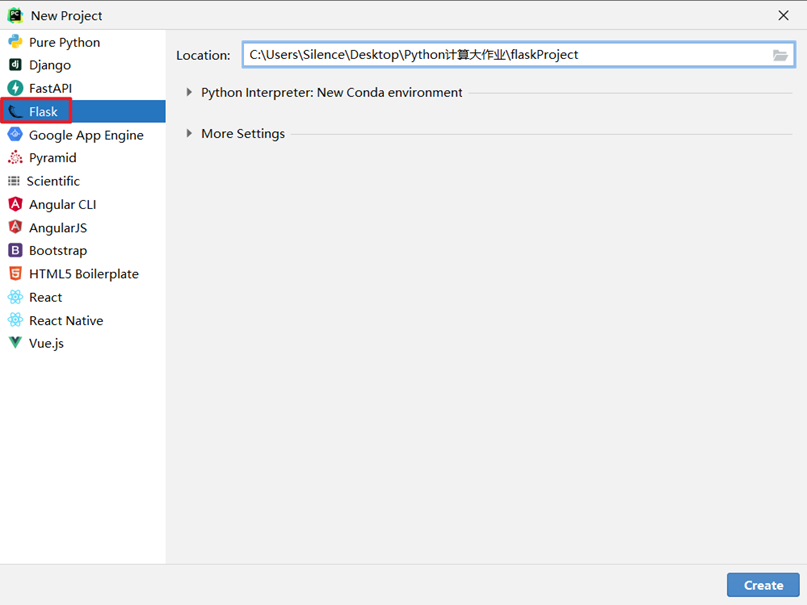 New Project
Pure Python
Django
FastAPI
Flask
Google App Engine
Pyramid
Scientific
Angular CLI
AngularJS
Bootstrap
HTML5 Boilerplate
React
React Native
Vue.js
Location: C:\Users\Silence\Desktop\Python计算大作业\flaskProject
Python Interpreter: New Conda environment
More Settings
Create